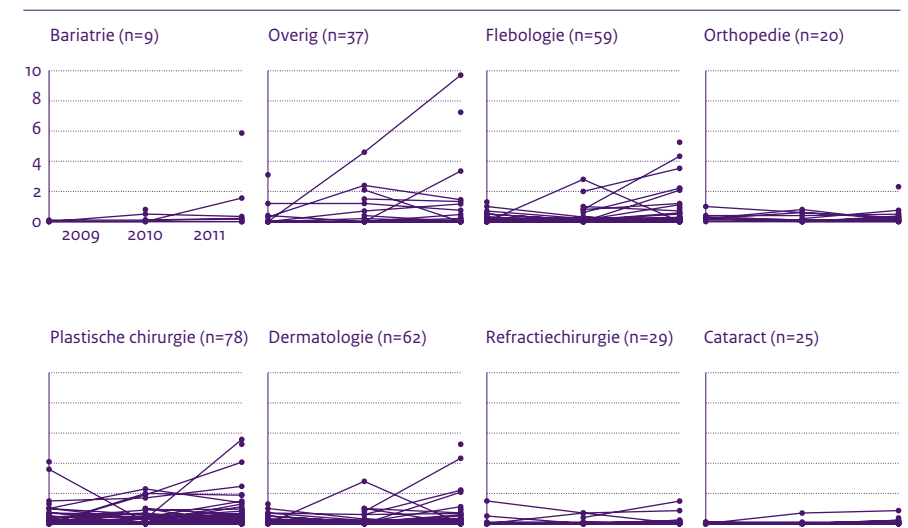 Bariatrie (n=9) Overig (n=37) Flebologie (n=59) Orthopedie (n=20)
10
8
6
4
2
0
2009 2010 2011
Plastische chirurgie (n=78) Dermatologie (n=62) Refractiechirurgie (n=29) Cataract (n=25)